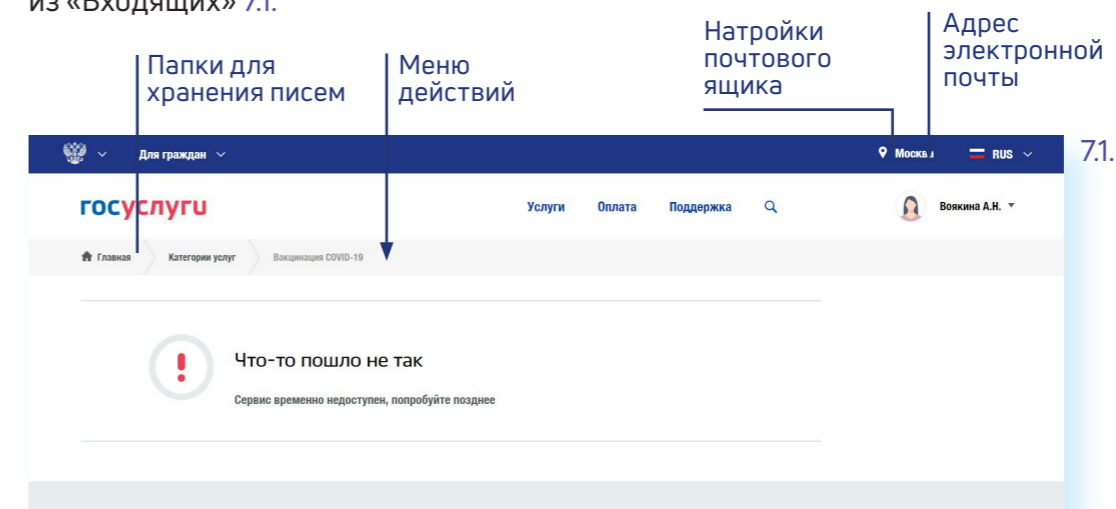 из «Входящих» 7.1.
Папки для
хранения писем
Меню
действий
Натройки
почтового
ящика
Адрес
электронной
почты
7.1.
Для граждан
Москв
RUS
госуслуги
Услуги Оплата Поддержка
Воякина А.Н.
Главная Категории услуг Вакцинация COVID-19
Что-то пошло не так
Сервис временно недоступен, попробуйте позднее